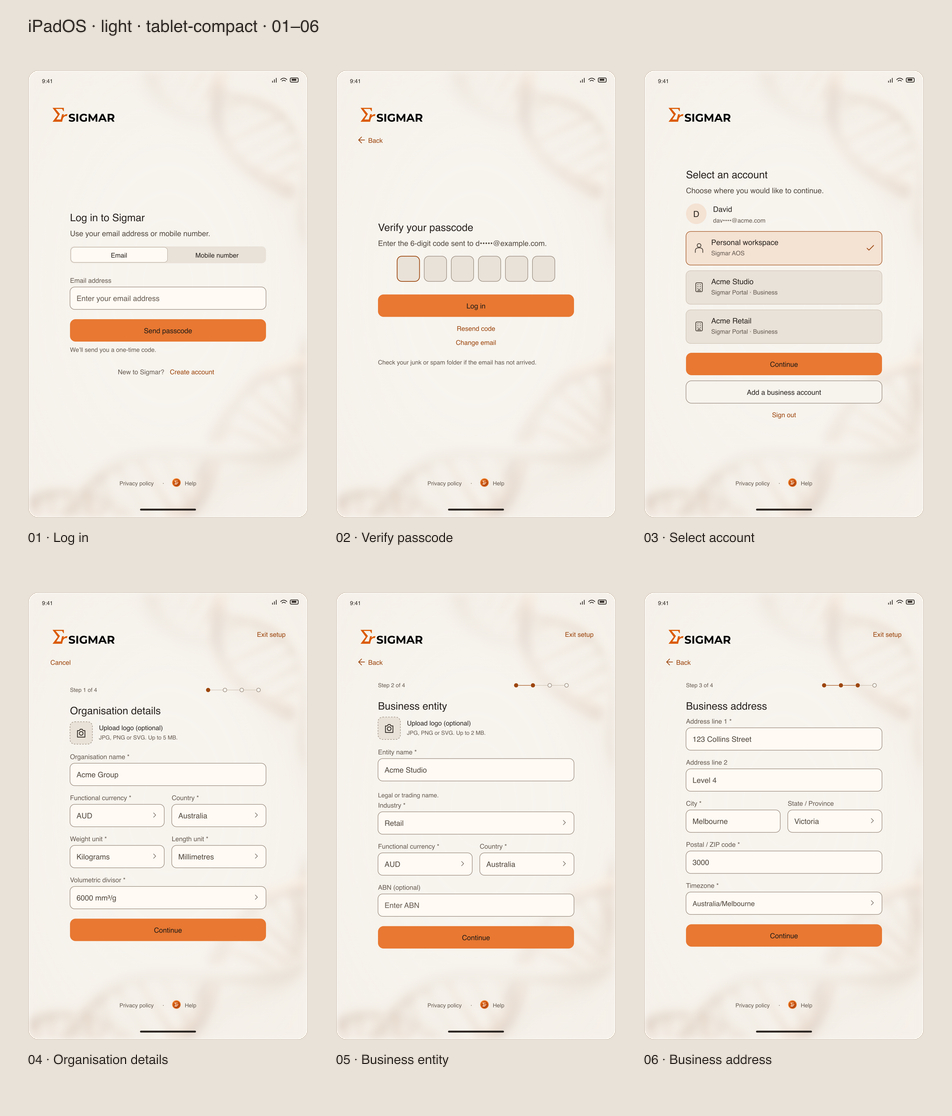 iPadOS · light · tablet-compact · 01–06
9:41
SIGMAR
Log in to Sigmar
Use your email address or mobile number.
Email
Mobile number
Email address
Enter your email address
Send passcode
We'll send you a one-time code.
New to Sigmar? Create account
Privacy policy · Help
01 · Log in
9:41
SIGMAR
Back
Verify your passcode
Enter the 6-digit code sent to d•••••@example.com.
Log in
Resend code
Change email
Check your junk or spam folder if the email has not arrived.
Privacy policy · Help
02 · Verify passcode
9:41
SIGMAR
Select an account
Choose where you would like to continue.
D
David
dav••••@acme.com
Personal workspace
Sigmar AOS
Acme Studio
Sigmar Portal · Business
Acme Retail
Sigmar Portal · Business
Continue
Add a business account
Sign out
Privacy policy · Help
03 · Select account
9:41
SIGMAR
Exit setup
Cancel
Step 1 of 4
Organisation details
Upload logo (optional)
JPG, PNG or SVG. Up to 5 MB.
Organisation name *
Acme Group
Functional currency *
Country *
AUD
Australia
Weight unit *
Length unit *
Kilograms
Millimetres
Volumetric divisor *
6000 mm³/g
Continue
Privacy policy · Help
04 · Organisation details
9:41
SIGMAR
Exit setup
Back
Step 2 of 4
Business entity
Upload logo (optional)
JPG, PNG or SVG. Up to 2 MB.
Entity name *
Acme Studio
Legal or trading name.
Industry *
Retail
Functional currency *
Country *
AUD
Australia
ABN (optional)
Enter ABN
Continue
Privacy policy · Help
05 · Business entity
9:41
SIGMAR
Exit setup
Back
Step 3 of 4
Business address
Address line 1 *
123 Collins Street
Address line 2
Level 4
City *
State / Province
Melbourne
Victoria
Postal / ZIP code *
3000
Timezone *
Australia/Melbourne
Continue
Privacy policy · Help
06 · Business address